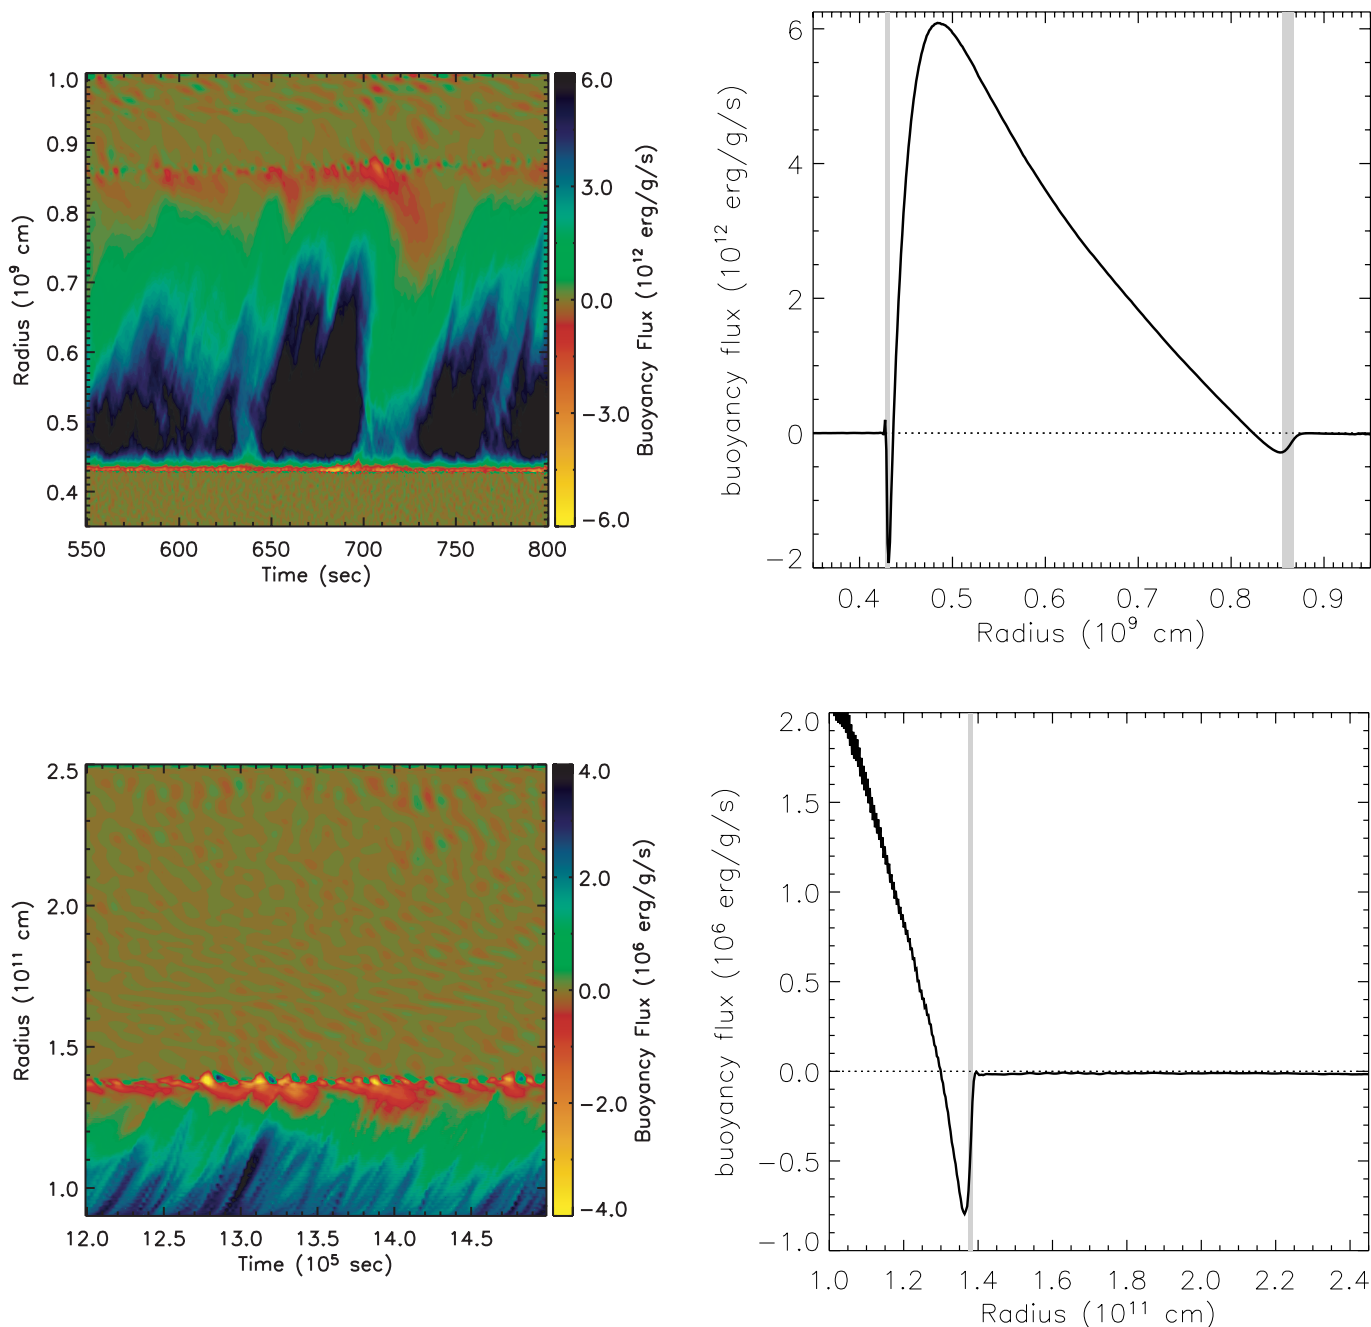 1.0
0.9
0.8
0.7
0.6
0.5
0.4
Radius (10⁹ cm)
550 600 650 700 750 800
Time (sec)
6.0
3.0
0.0
−3.0
−6.0
Buoyancy Flux (10¹² erg/g/s)
6
4
2
0
−2
buoyancy flux (10¹² erg/g/s)
0.4 0.5 0.6 0.7 0.8 0.9
Radius (10⁹ cm)
2.5
2.0
1.5
1.0
Radius (10¹¹ cm)
12.0 12.5 13.0 13.5 14.0 14.5
Time (10⁵ sec)
4.0
2.0
0.0
−2.0
−4.0
Buoyancy Flux (10⁶ erg/g/s)
2.0
1.5
1.0
0.5
0.0
−0.5
−1.0
buoyancy flux (10⁶ erg/g/s)
1.0 1.2 1.4 1.6 1.8 2.0 2.2 2.4
Radius (10¹¹ cm)